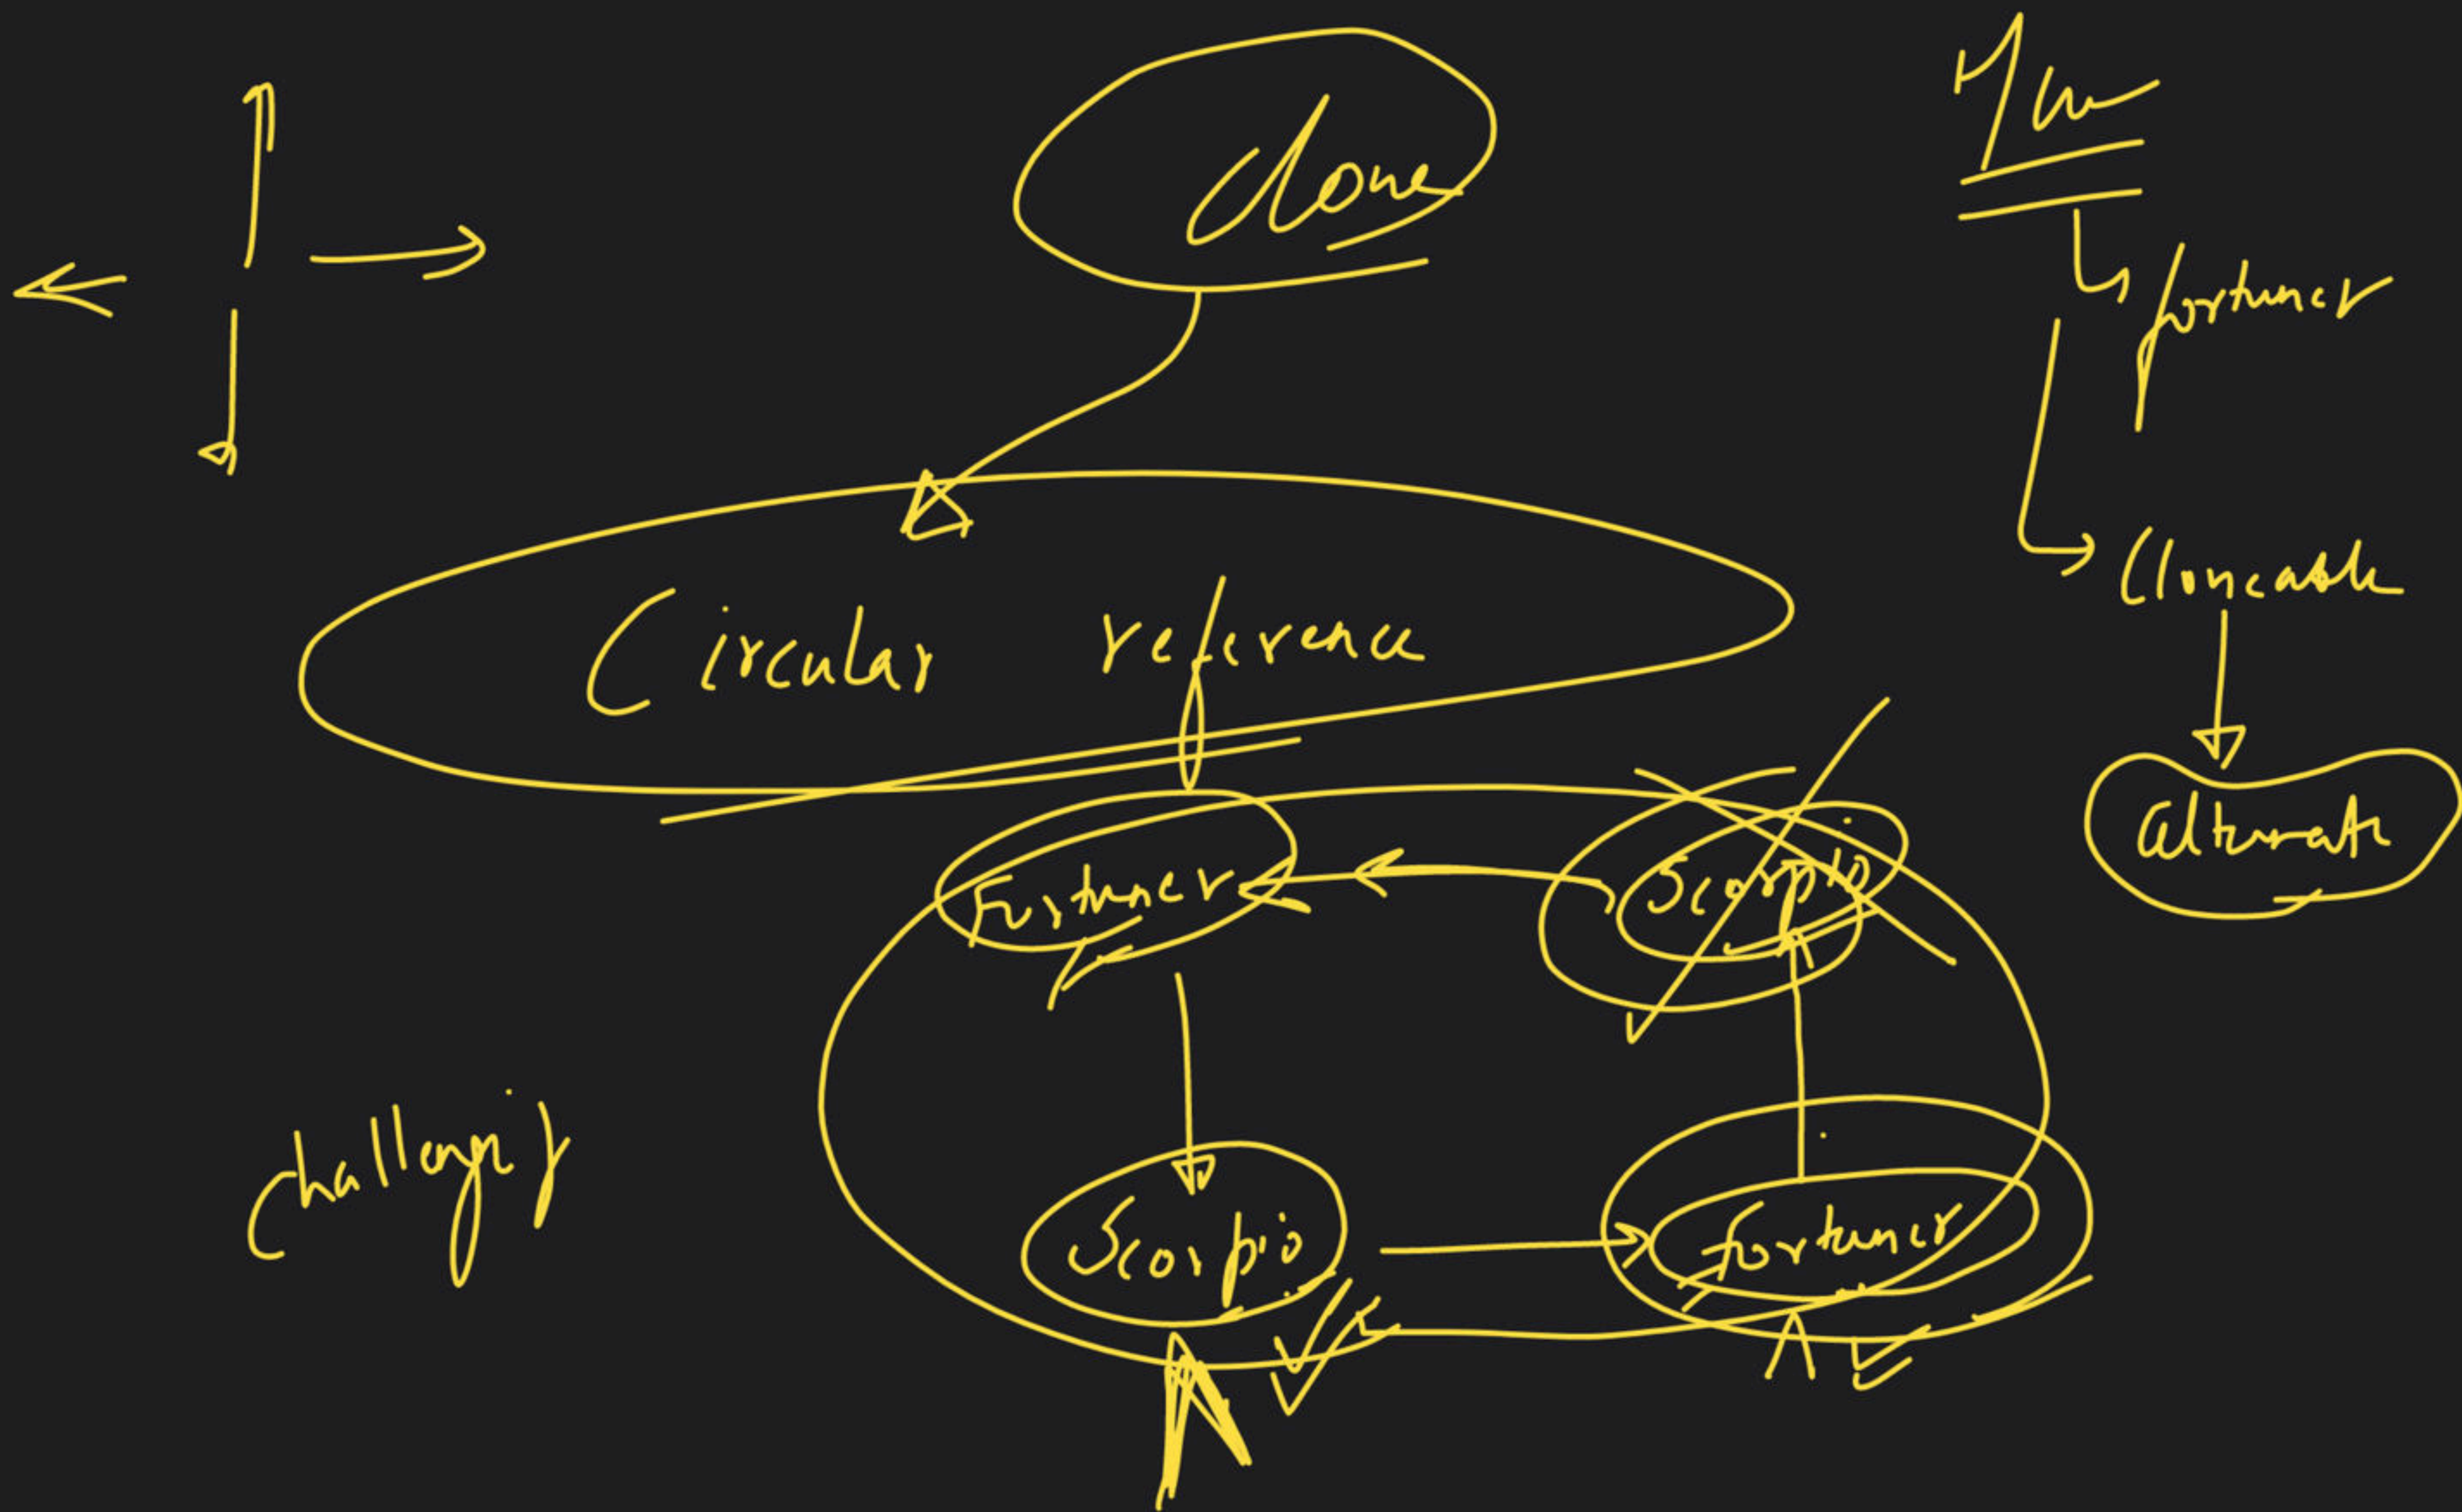 clone
fortuner
Cloneable
Circular reference
alternate
Fortuner
Scorpio
challenging
Scorpio
Fortuner